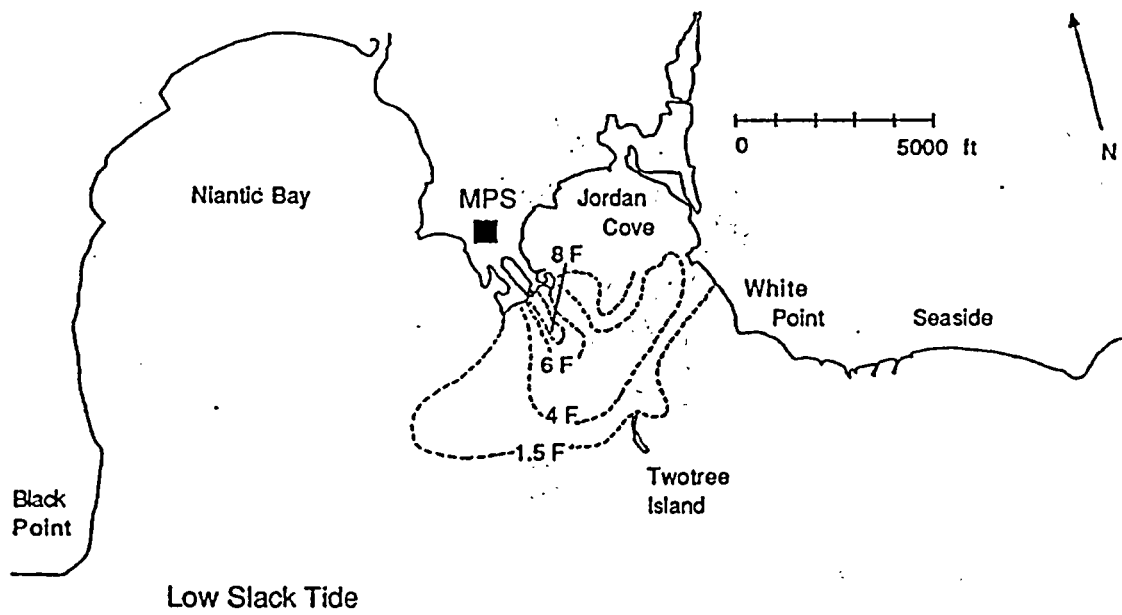 N
0 5000 ft
Niantic Bay
MPS
Jordan
Cove
8 F
White
Point
Seaside
6 F
4 F
1.5 F
Twotree
Island
Black
Point
Low Slack Tide